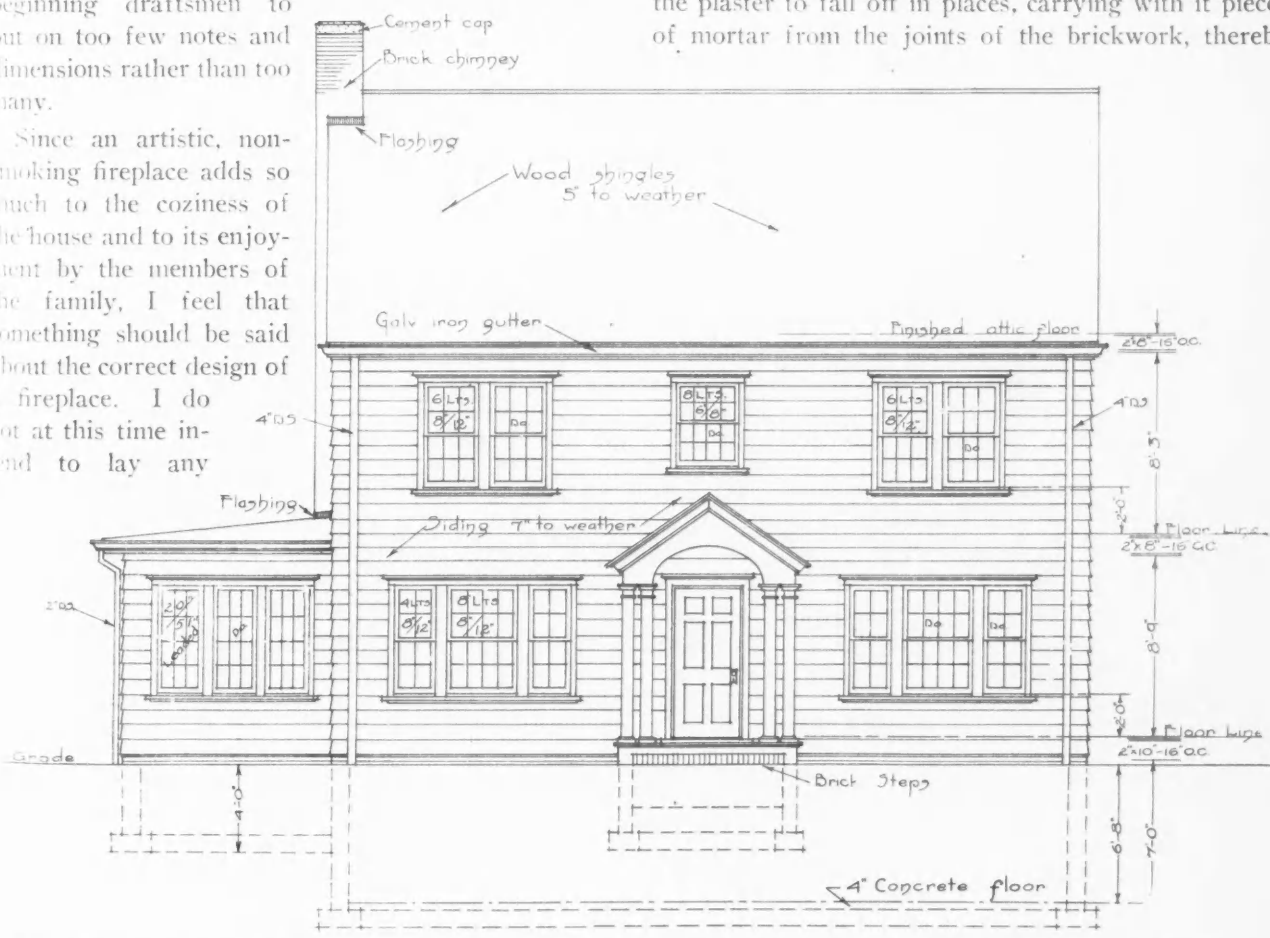 beginning draftsmen to
out on too few notes and
dimensions rather than too
many.
Since an artistic, non-
smoking fireplace adds so
much to the coziness of
the house and to its enjoy-
ment by the members of
the family, I feel that
something should be said
about the correct design of
fireplace. I do
not at this time in-
tend to lay any
the plaster to fall off in places, carrying with it piece
of mortar from the joints of the brickwork, thereb
Cement cap
Brick chimney
Flashing
Wood shingles
5" to weather
Galv iron gutter
Finished attic floor
2"x8"-16" O.C.
4" D.S.
6 LTS.
8"/12"
Do
8 LTS.
6"/8"
Do
6 LTS
8"/12"
Do
4" D.S.
8'-3"
2'-0"
Flashing
Siding 7" to weather
Floor Line
2"x8"-16" O.C.
2" D.S.
2'0"/5'1"
Leaded
Do
4 LTS
8"/12"
8 LTS
8"/12"
Do
Do
8'-9"
2'-0"
Floor Line
2"x10"-16" O.C.
Grade
Brick Steps
4'-0"
6'-8"
7'-0"
4" Concrete floor